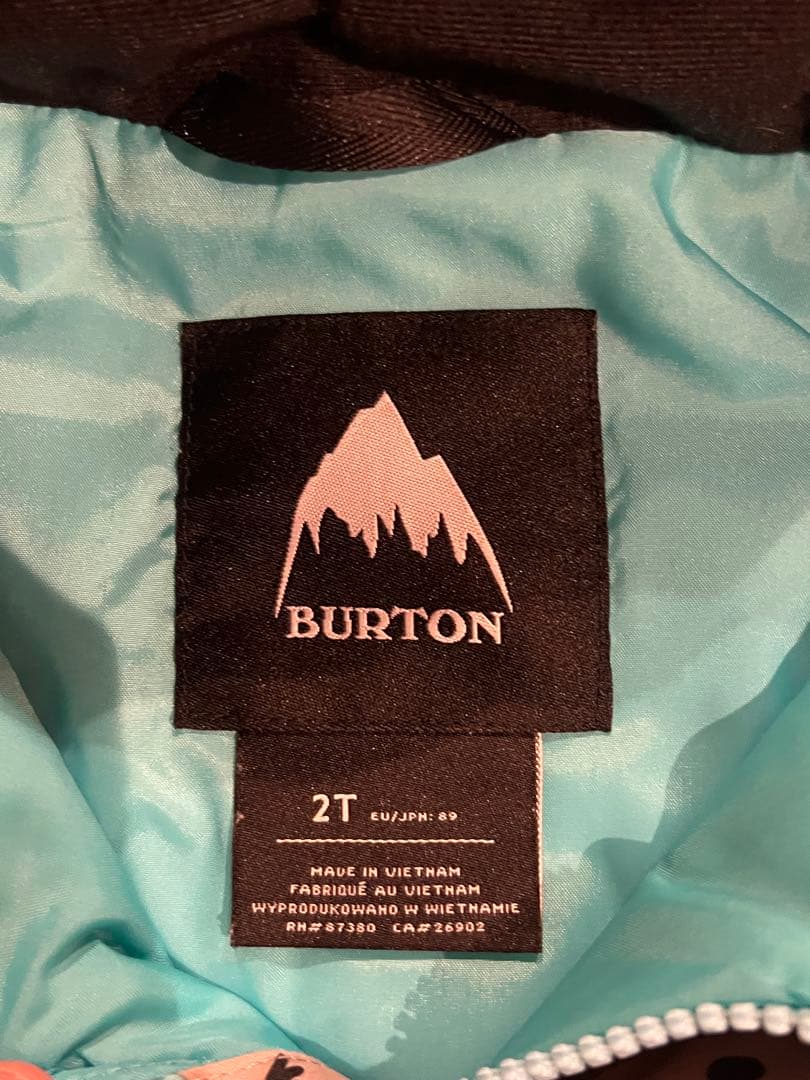 BURTON
2T EU/JPN: 89
MADE IN VIETNAM
FABRIQUÉ AU VIETNAM
WYPRODUKOWANO W WIETNAMIE
RN# 87380 CA# 26902